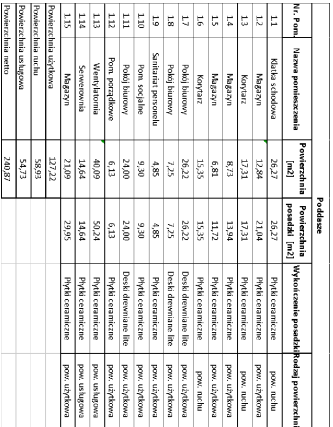 Poddasze
Nr. Pom. Nazwa pomieszczenia Powierzchnia [m2] Powierzchnia posadzki [m2] Wykończenie posadzki Rodzaj powierzchni
1.1 Klatka schodowa 26,27 26,27 Płytki ceramiczne pow. ruchu
1.2 Magazyn 12,84 21,04 Płytki ceramiczne pow. użytkowa
1.3 Korytarz 17,31 17,31 Płytki ceramiczne pow. ruchu
1.4 Magazyn 8,73 13,94 Płytki ceramiczne pow. użytkowa
1.5 Magazyn 6,81 11,72 Płytki ceramiczne pow. użytkowa
1.6 Korytarz 15,35 15,35 Płytki ceramiczne pow. ruchu
1.7 Pokój biurowy 26,22 26,22 Deski drewniane lite pow. użytkowa
1.8 Pokój biurowy 7,25 7,25 Deski drewniane lite pow. użytkowa
1.9 Sanitariat personelu 4,85 4,85 Płytki ceramiczne pow. użytkowa
1.10 Pom. socjalne 9,30 9,30 Płytki ceramiczne pow. użytkowa
1.11 Pokój biurowy 24,00 24,00 Deski drewniane lite pow. użytkowa
1.12 Pom. porządkowe 6,13 6,13 Płytki ceramiczne pow. użytkowa
1.13 Wentylatornia 40,09 50,24 Płytki ceramiczne pow. usługowa
1.14 Serwerownia 14,64 14,64 Płytki ceramiczne pow. usługowa
1.15 Magazyn 21,09 29,95 Płytki ceramiczne pow. użytkowa
Powierzchnia użytkowa 127,22
Powierzchnia ruchu 58,93
Powierzchnia usługowa 54,73
Powierzchnia netto 240,87